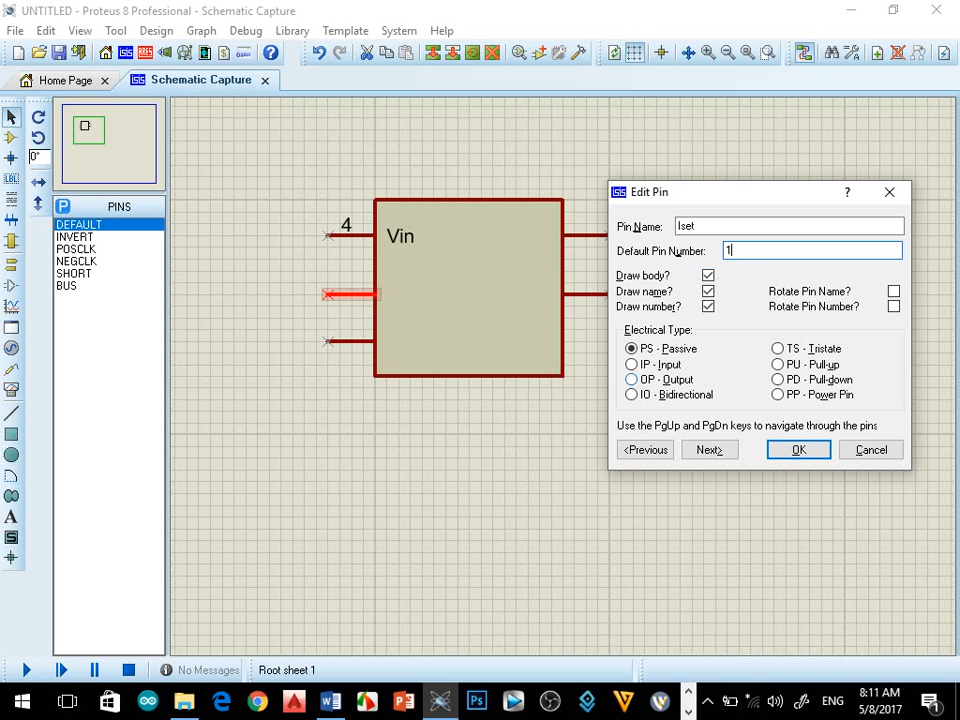 UNTITLED - Proteus 8 Professional - Schematic Capture
File Edit View Tool Design Graph Debug Library Template System Help
Home Page Schematic Capture
0°
LBL
P PINS
DEFAULT
INVERT
POSCLK
NEGCLK
SHORT
BUS
A
4
Vin
Edit Pin
Pin Name: Iset
Default Pin Number: 1
Draw body?
Draw name? Rotate Pin Name?
Draw number? Rotate Pin Number?
Electrical Type:
PS - Passive TS - Tristate
IP - Input PU - Pull-up
OP - Output PD - Pull-down
IO - Bidirectional PP - Power Pin
Use the PgUp and PgDn keys to navigate through the pins
<Previous Next> OK Cancel
No Messages Root sheet 1
ENG 8:11 AM
5/8/2017